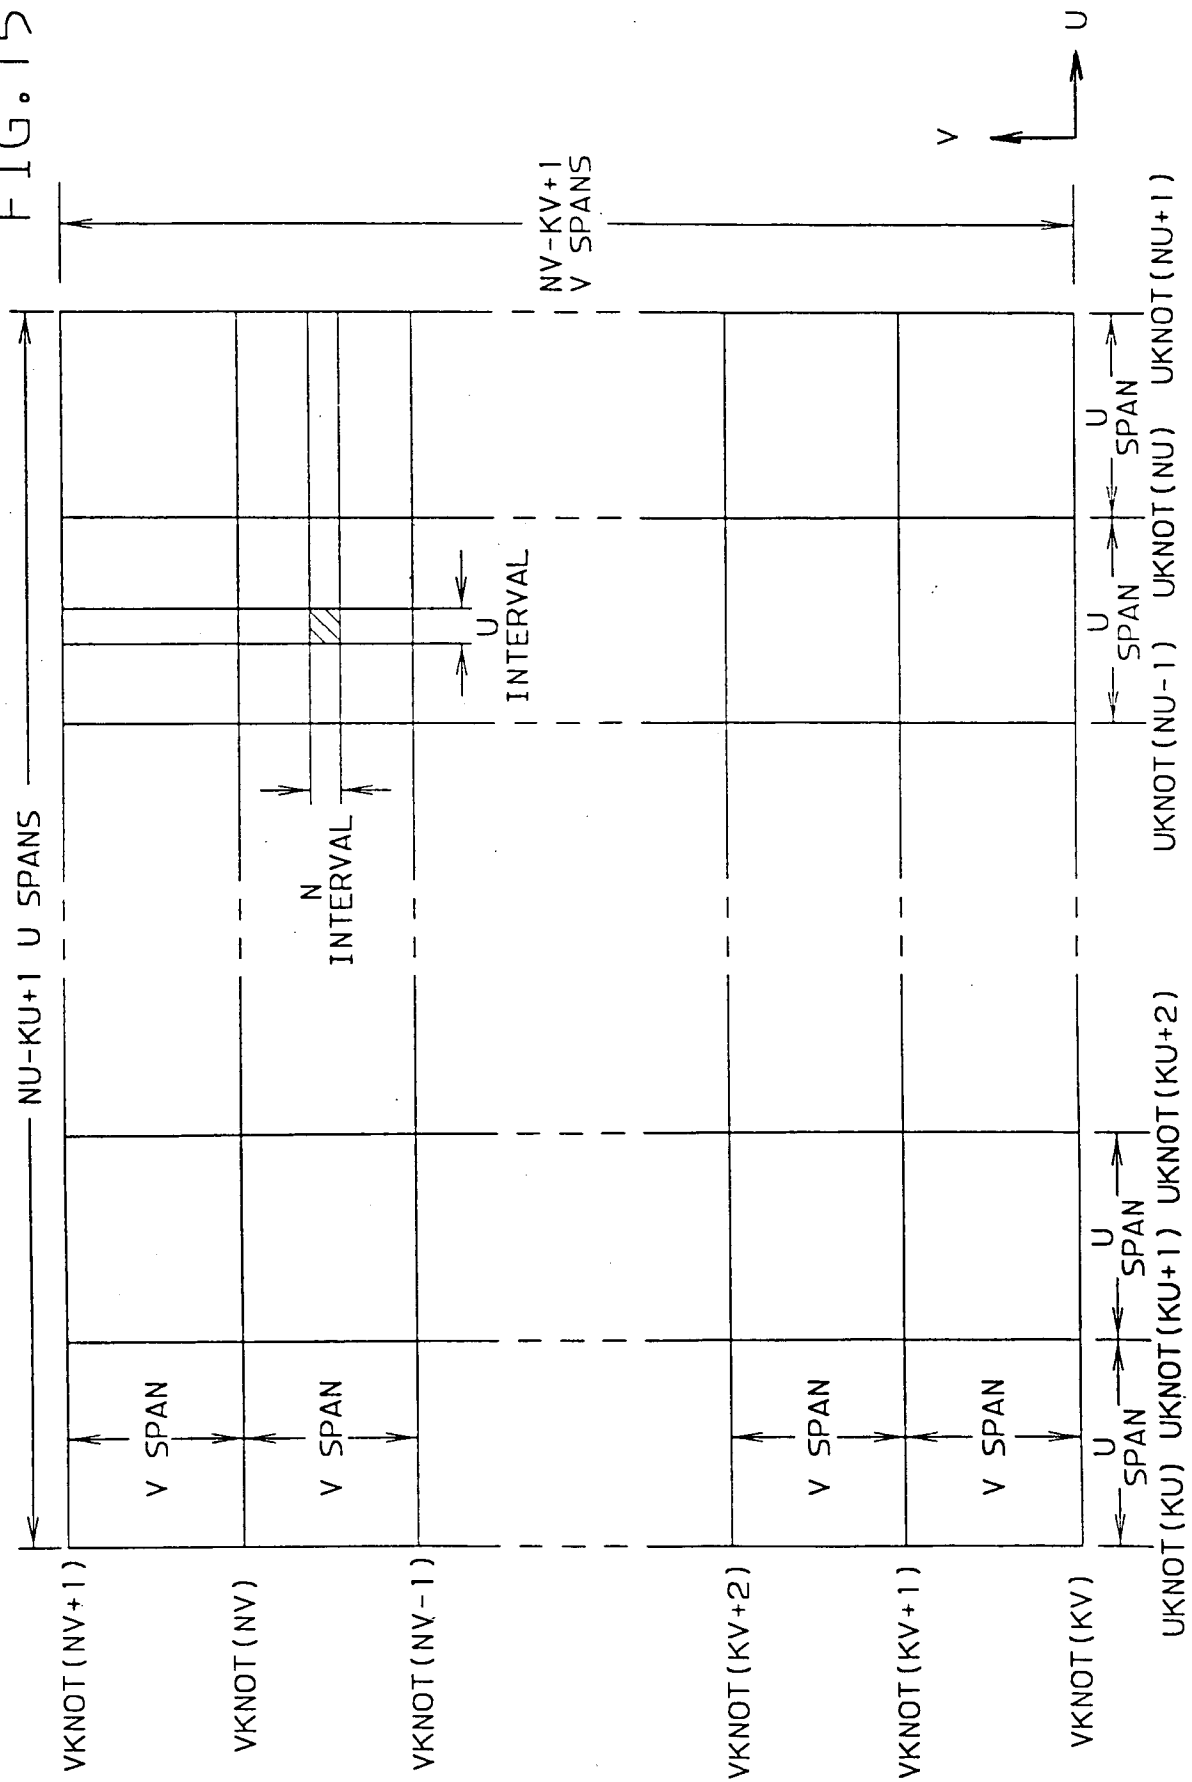 FIG. 15
NU-KU+1 U SPANS
VKNOT(NV+1)
V SPAN
VKNOT(NV)
V SPAN
VKNOT(NV-1)
N
INTERVAL
U
INTERVAL
NV-KV+1
V SPANS
VKNOT(KV+2)
V SPAN
VKNOT(KV+1)
V SPAN
VKNOT(KV)
V
U
U
SPAN
U
SPAN
U
SPAN
U
SPAN
UKNOT(KU)
UKNOT(KU+1)
UKNOT(KU+2)
UKNOT(NU-1)
UKNOT(NU)
UKNOT(NU+1)